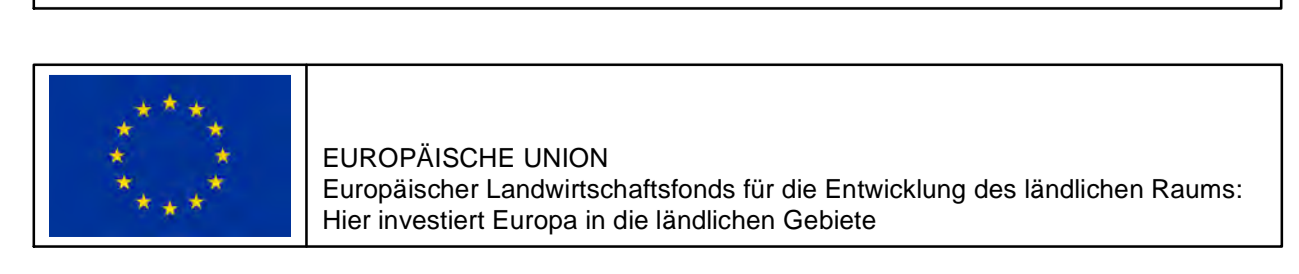 EUROPÄISCHE UNION
Europäischer Landwirtschaftsfonds für die Entwicklung des ländlichen Raums:
Hier investiert Europa in die ländlichen Gebiete